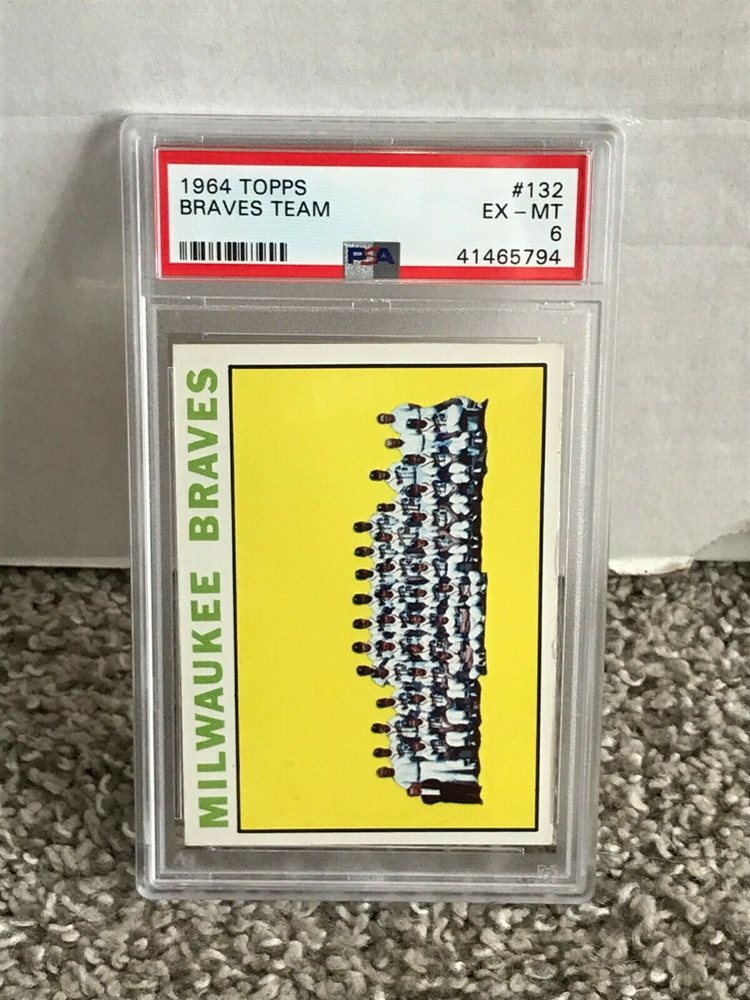 1964 TOPPS
BRAVES TEAM
#132
EX - MT
6
41465794
PSA
MILWAUKEE BRAVES